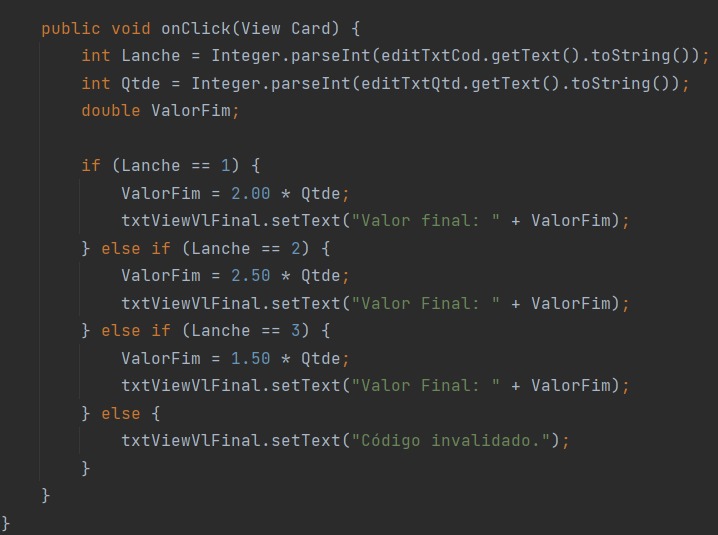 public void onClick(View Card) {
int Lanche = Integer.parseInt(editTxtCod.getText().toString());
int Qtde = Integer.parseInt(editTxtQtd.getText().toString());
double ValorFim;
if (Lanche == 1) {
ValorFim = 2.00 * Qtde;
txtViewVlFinal.setText("Valor final: " + ValorFim);
} else if (Lanche == 2) {
ValorFim = 2.50 * Qtde;
txtViewVlFinal.setText("Valor Final: " + ValorFim);
} else if (Lanche == 3) {
ValorFim = 1.50 * Qtde;
txtViewVlFinal.setText("Valor Final: " + ValorFim);
} else {
txtViewVlFinal.setText("Código invalidado.");
}
}
}